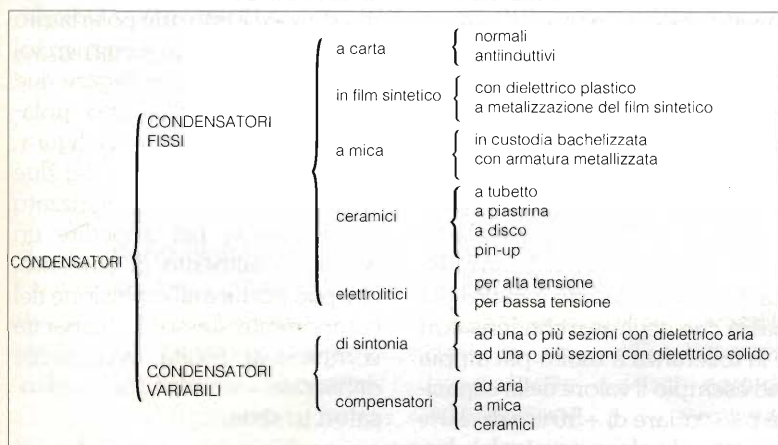 CONDENSATORI
CONDENSATORI
FISSI
a carta
normali
antiinduttivi
in film sintetico
con dielettrico plastico
a metalizzazione del film sintetico
a mica
in custodia bachelizzata
con armatura metallizzata
ceramici
a tubetto
a piastrina
a disco
pin-up
elettrolitici
per alta tensione
per bassa tensione
CONDENSATORI
VARIABILI
di sintonia
ad una o più sezioni con dielettrico aria
ad una o più sezioni con dielettrico solido
compensatori
ad aria
a mica
ceramici